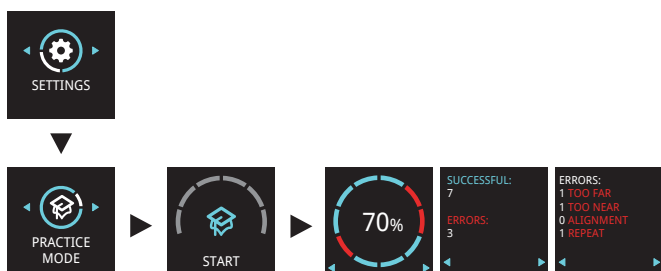 SETTINGS
PRACTICE
MODE
START
70%
SUCCESSFUL:
7
ERRORS:
3
ERRORS:
1 TOO FAR
1 TOO NEAR
0 ALIGNMENT
1 REPEAT